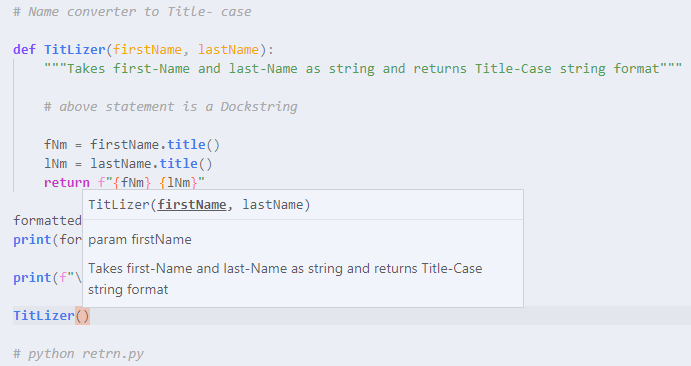 # Name converter to Title- case
def TitLizer(firstName, lastName):
"""Takes first-Name and last-Name as string and returns Title-Case string format"""
# above statement is a Dockstring
fNm = firstName.title()
lNm = lastName.title()
return f"{fNm} {lNm}"
TitLizer(firstName, lastName)
param firstName
Takes first-Name and last-Name as string and returns Title-Case
string format
formatted
print(for
print(f"\
TitLizer()
# python retrn.py